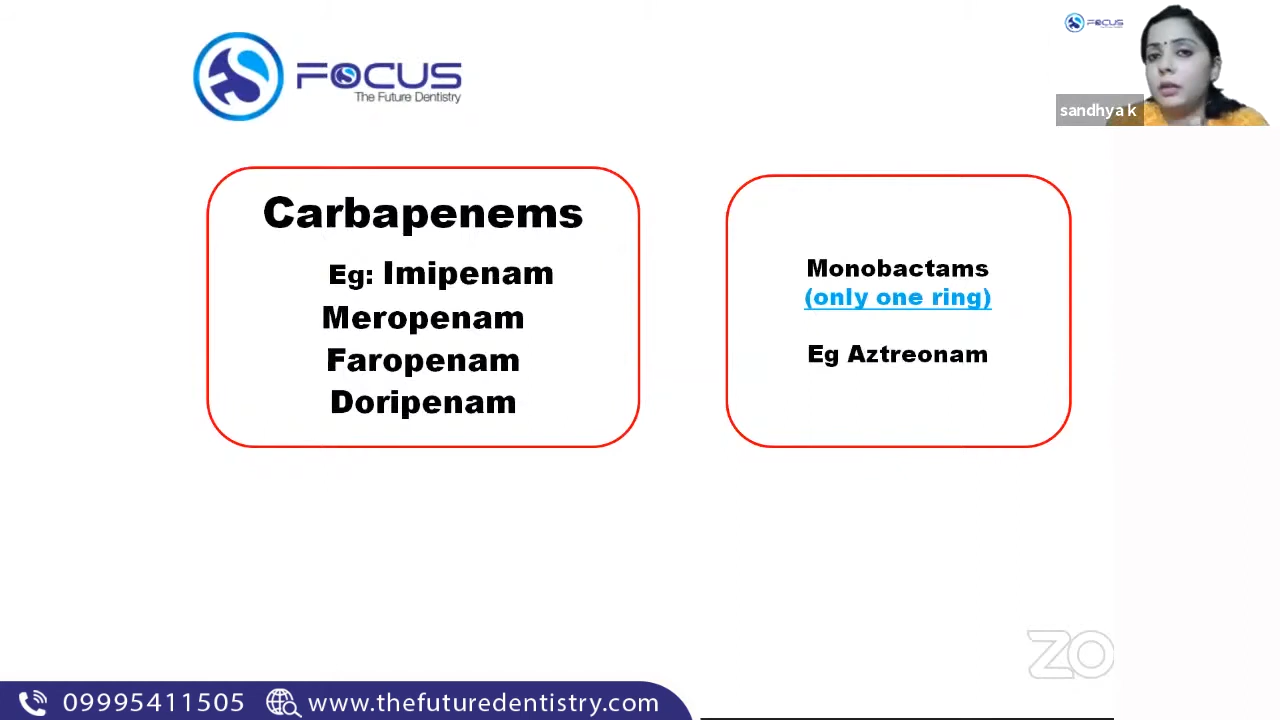 FOCUS
The Future Dentistry
FOCUS
sandhya k
Carbapenems
Eg: Imipenam
Meropenam
Faropenam
Doripenam
Monobactams
(only one ring)
Eg Aztreonam
ZO
09995411505 www.thefuturedentistry.com